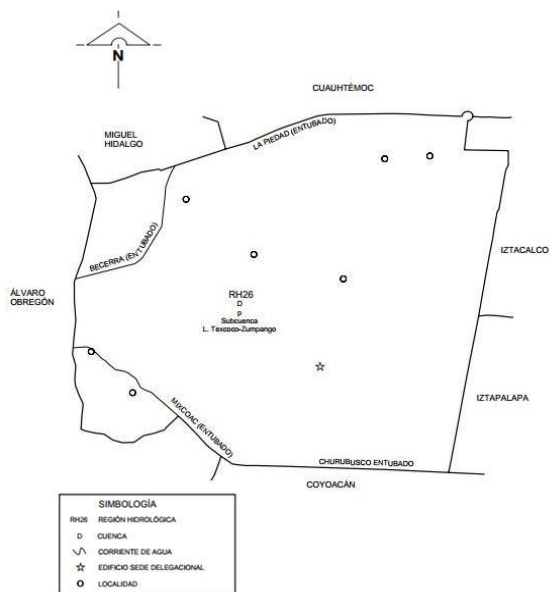 N
CUAUHTÉMOC
MIGUEL
HIDALGO
LA PIEDAD (ENTUBADO)
BECERRA (ENTUBADO)
IZTACALCO
ÁLVARO
OBREGÓN
RH26
D
P
Subcuenca
L. Texcoco-Zumpango
IZTAPALAPA
MIXCOAC (ENTUBADO)
CHURUBUSCO ENTUBADO
COYOACÁN
SIMBOLOGÍA
RH26 REGIÓN HIDROLÓGICA
D CUENCA
CORRIENTE DE AGUA
EDIFICIO SEDE DELEGACIONAL
LOCALIDAD